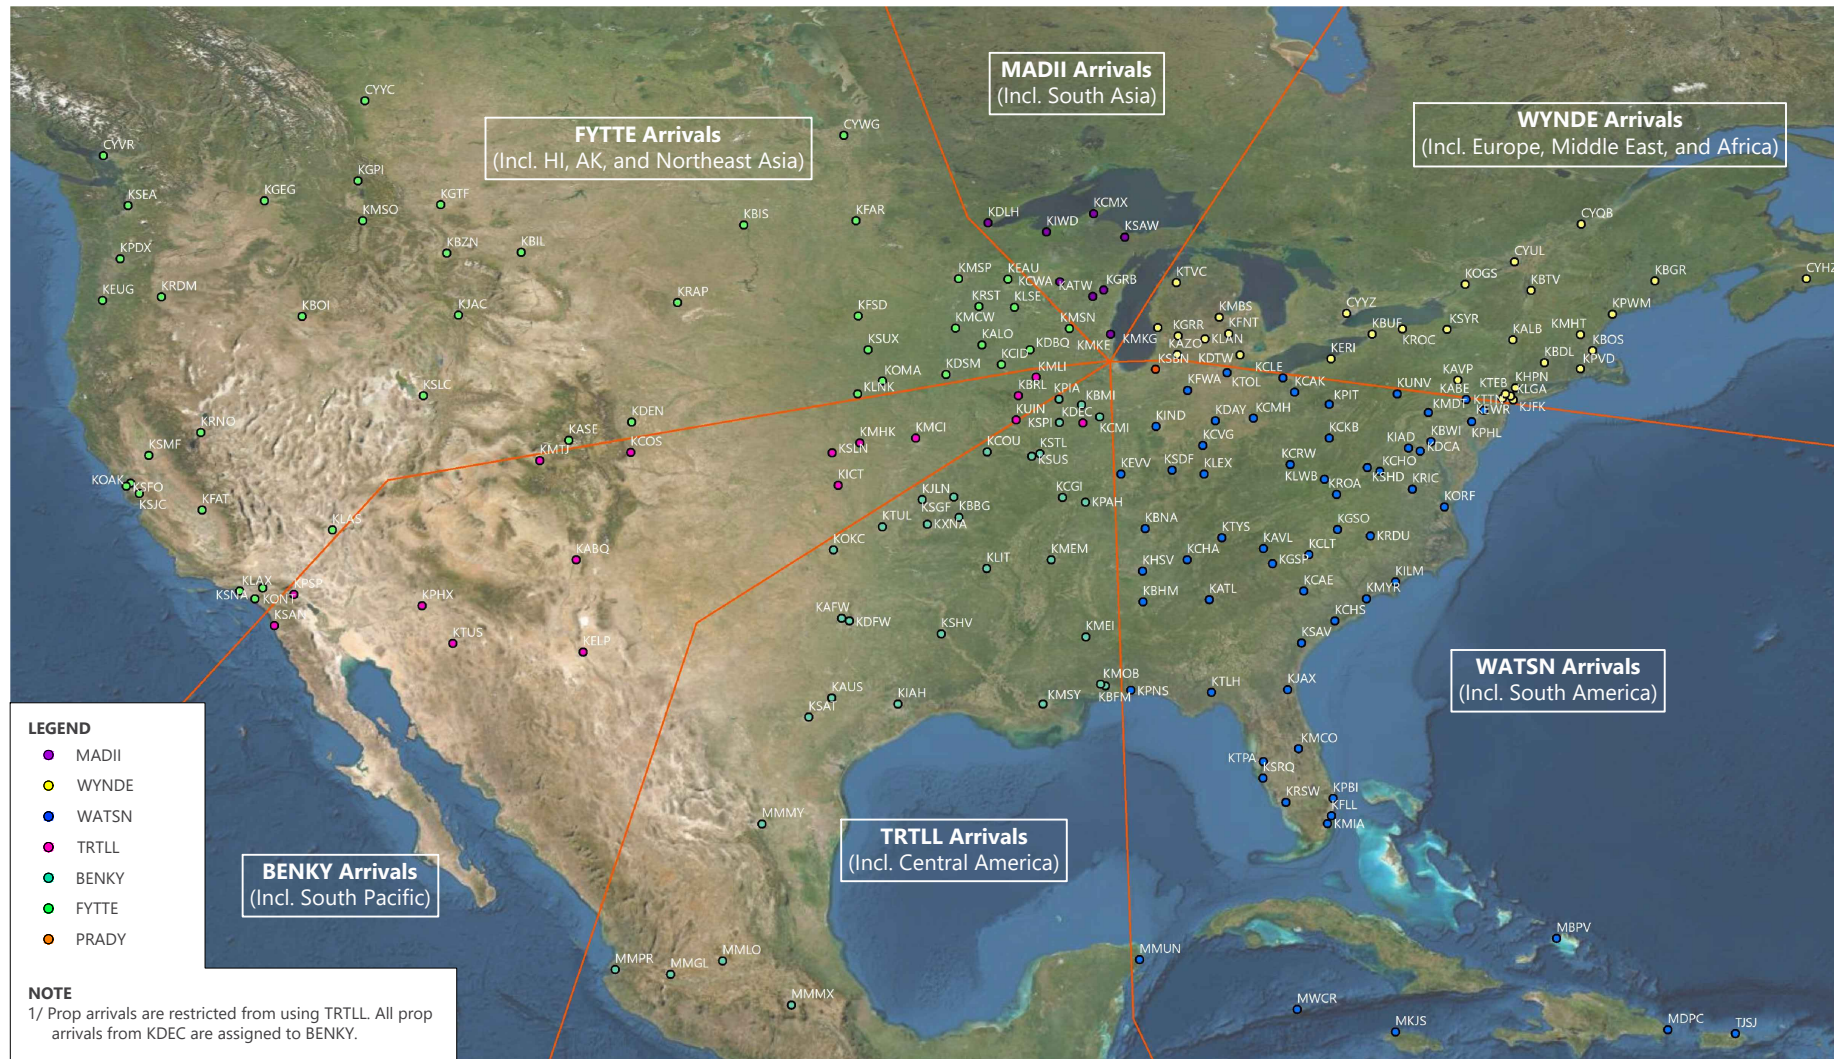 MADII Arrivals
(Incl. South Asia)
WYNDE Arrivals
(Incl. Europe, Middle East, and Africa)
FYTTE Arrivals
(Incl. HI, AK, and Northeast Asia)
CYYC
CYWG
CYVR
KGPI
KSEA
KGEG
KMSO
KGTF
KBIS
KFAR
KDLH
KIWD
KCMX
KSAW
CYQB
KPDX
KBZN
KBIL
CYUL
KEUG
KRDM
KBOI
KJAC
KRAP
KFSD
KMSP
KEAU
KCWA
KATW
KGRB
KTVC
KOGS
KBTV
KBGR
CYHZ
KRST
KLSE
KMCW
KMSN
KMBS
CYYZ
KPWM
KSUX
KALO
KDBQ
KMKE
KMKG
KGRR
KFNT
KAZO
KLAN
KBUF
KROC
KSYR
KALB
KMHT
KBOS
KCID
KDSM
KMLI
KSBN
KDTW
KERI
KBDL
KPVD
KSLC
KOMA
KLNK
KBRL
KPIA
KBMI
KFWA
KTOL
KCLE
KCAK
KUNV
KAVP
KABE
KTEB
KHPN
KLGA
KTTN
KEWR
KJFK
KRNO
KDEN
KUIN
KSPI
KDEC
KCMI
KIND
KDAY
KCMH
KPIT
KMDT
KPHL
KSMF
KASE
KMTJ
KCOS
KMHK
KSLN
KMCI
KCOU
KSTL
KSUS
KCVG
KCKB
KIAD
KBWI
KDCA
KOAK
KSFO
KSJC
KFAT
KICT
KEVV
KSDF
KLEX
KCRW
KLWB
KCHO
KSHD
KRIC
KROA
KORF
KLAS
KJLN
KSGF
KBBG
KXNA
KTUL
KCGI
KPAH
KBNA
KTYS
KAVL
KGSO
KRDU
KABQ
KOKC
KLIT
KMEM
KHSV
KCHA
KGSP
KCLT
KLAX
KSNA
KONT
KPSP
KSAN
KPHX
KBHM
KATL
KCAE
KMYR
KILM
KTUS
KELP
KAFW
KDFW
KSHV
KMEI
KCHS
KSAV
WATSN Arrivals
(Incl. South America)
KAUS
KSAT
KIAH
KMSY
KMOB
KBFM
KPNS
KTLH
KJAX
KMCO
KTPA
KSRQ
KRSW
KPBI
KFLL
KMIA
MMMY
TRTLL Arrivals
(Incl. Central America)
BENKY Arrivals
(Incl. South Pacific)
MMPR
MMGL
MMLO
MMMX
MMUN
MBPV
MWCR
MKJS
MDPC
TJSJ
LEGEND
MADII
WYNDE
WATSN
TRTLL
BENKY
FYTTE
PRADY
NOTE
1/ Prop arrivals are restricted from using TRTLL. All prop
arrivals from KDEC are assigned to BENKY.